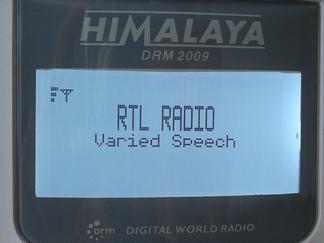 HIMALAYA
DRM 2009
RTL RADIO
Varied Speech
drm DIGITAL WORLD RADIO